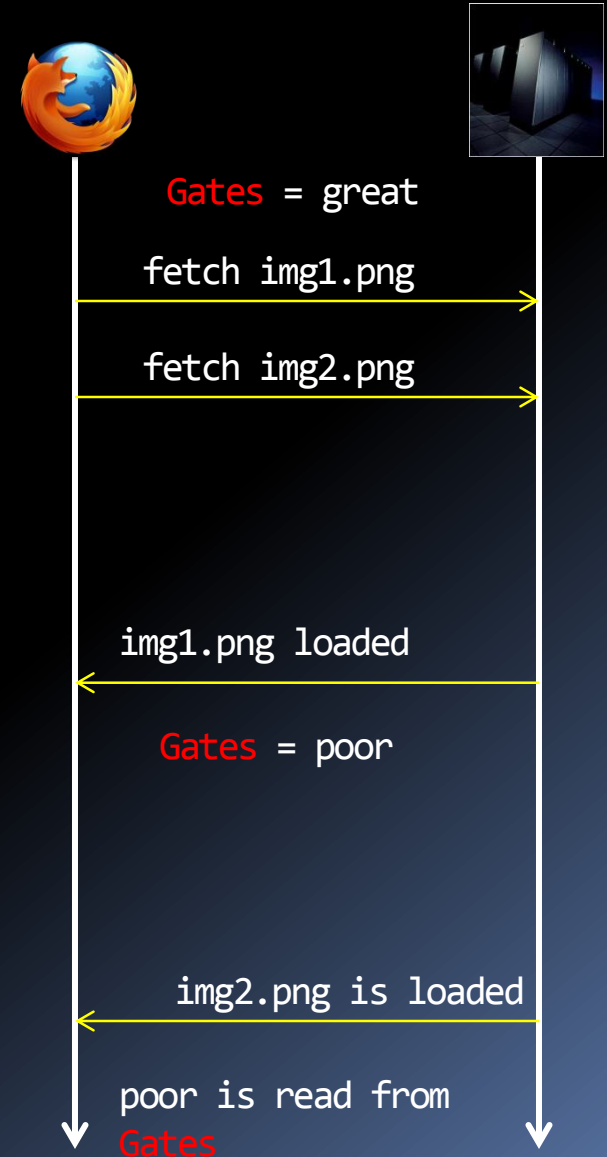 Gates = great
fetch img1.png
fetch img2.png
img1.png loaded
Gates = poor
img2.png is loaded
poor is read from
Gates